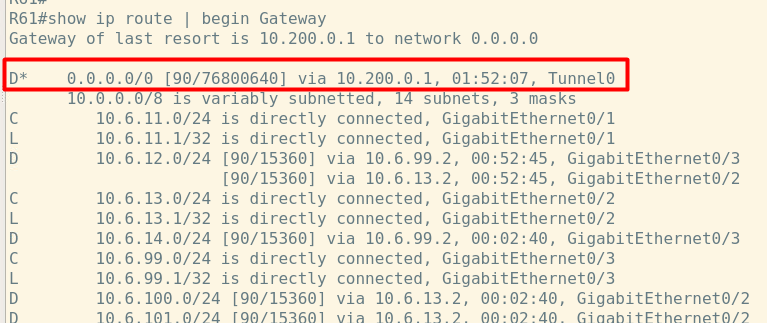 R61#
R61#show ip route | begin Gateway
Gateway of last resort is 10.200.0.1 to network 0.0.0.0
D* 0.0.0.0/0 [90/76800640] via 10.200.0.1, 01:52:07, Tunnel0
10.0.0.0/8 is variably subnetted, 14 subnets, 3 masks
C 10.6.11.0/24 is directly connected, GigabitEthernet0/1
L 10.6.11.1/32 is directly connected, GigabitEthernet0/1
D 10.6.12.0/24 [90/15360] via 10.6.99.2, 00:52:45, GigabitEthernet0/3
[90/15360] via 10.6.13.2, 00:52:45, GigabitEthernet0/2
C 10.6.13.0/24 is directly connected, GigabitEthernet0/2
L 10.6.13.1/32 is directly connected, GigabitEthernet0/2
D 10.6.14.0/24 [90/15360] via 10.6.99.2, 00:02:40, GigabitEthernet0/3
C 10.6.99.0/24 is directly connected, GigabitEthernet0/3
L 10.6.99.1/32 is directly connected, GigabitEthernet0/3
D 10.6.100.0/24 [90/15360] via 10.6.13.2, 00:02:40, GigabitEthernet0/2
D 10.6.101.0/24 [90/15360] via 10.6.13.2, 00:02:40, GigabitEthernet0/2